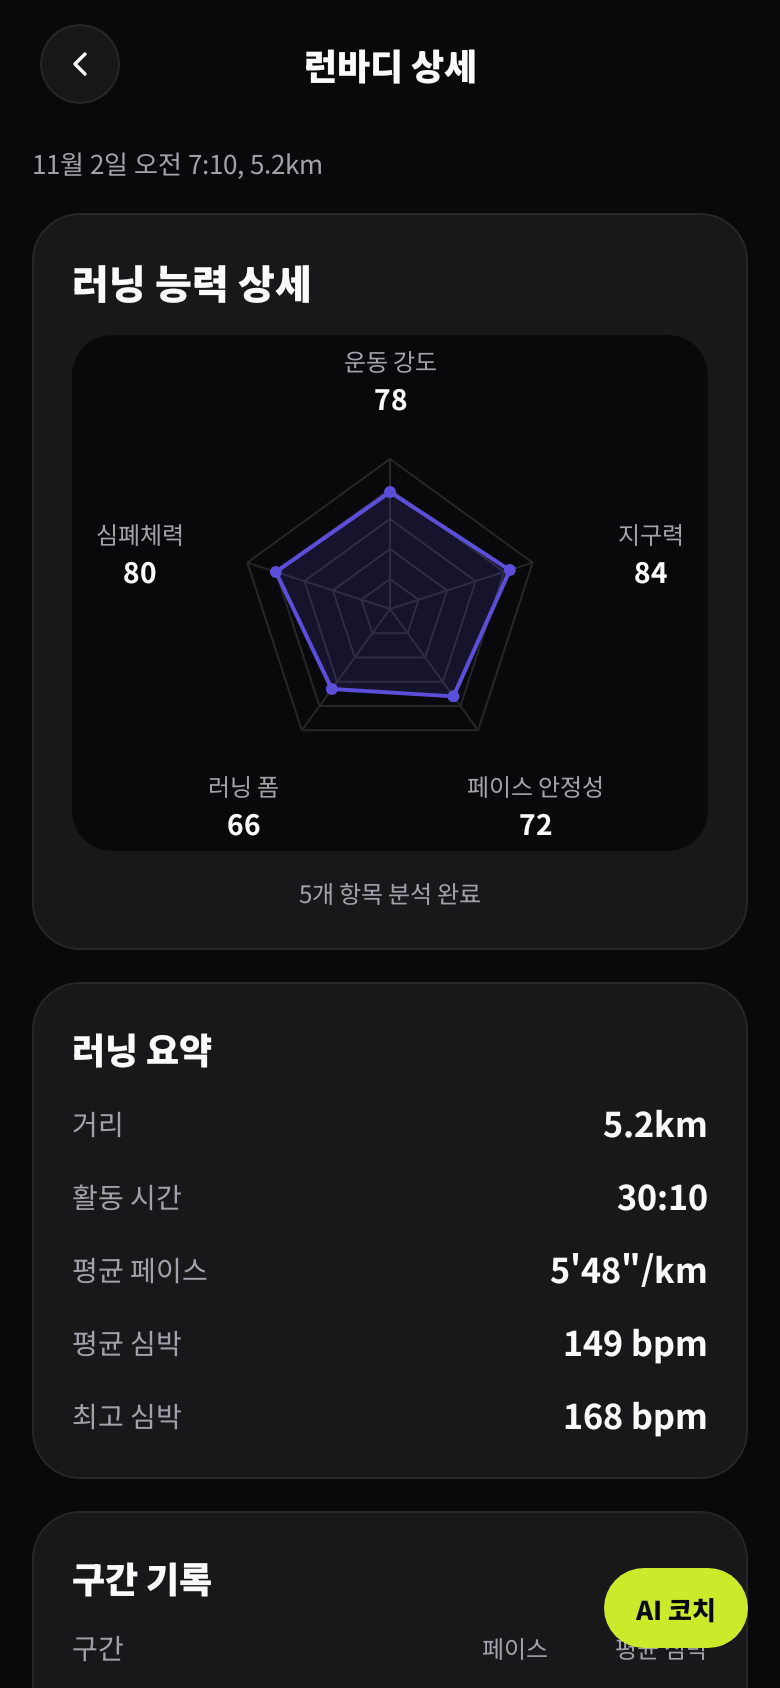 런바디 상세
11월 2일 오전 7:10, 5.2km
러닝 능력 상세
운동 강도
78
심폐체력
80
지구력
84
러닝 폼
66
페이스 안정성
72
5개 항목 분석 완료
러닝 요약
거리 5.2km
활동 시간 30:10
평균 페이스 5'48"/km
평균 심박 149 bpm
최고 심박 168 bpm
구간 기록
AI 코치
구간 페이스 평균 심박